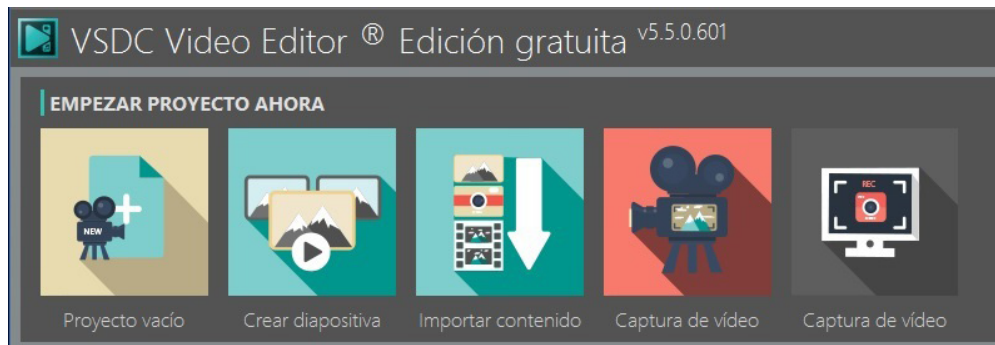 VSDC Video Editor ® Edición gratuita v5.5.0.601
EMPEZAR PROYECTO AHORA
NEW
REC
Proyecto vacío
Crear diapositiva
Importar contenido
Captura de vídeo
Captura de vídeo